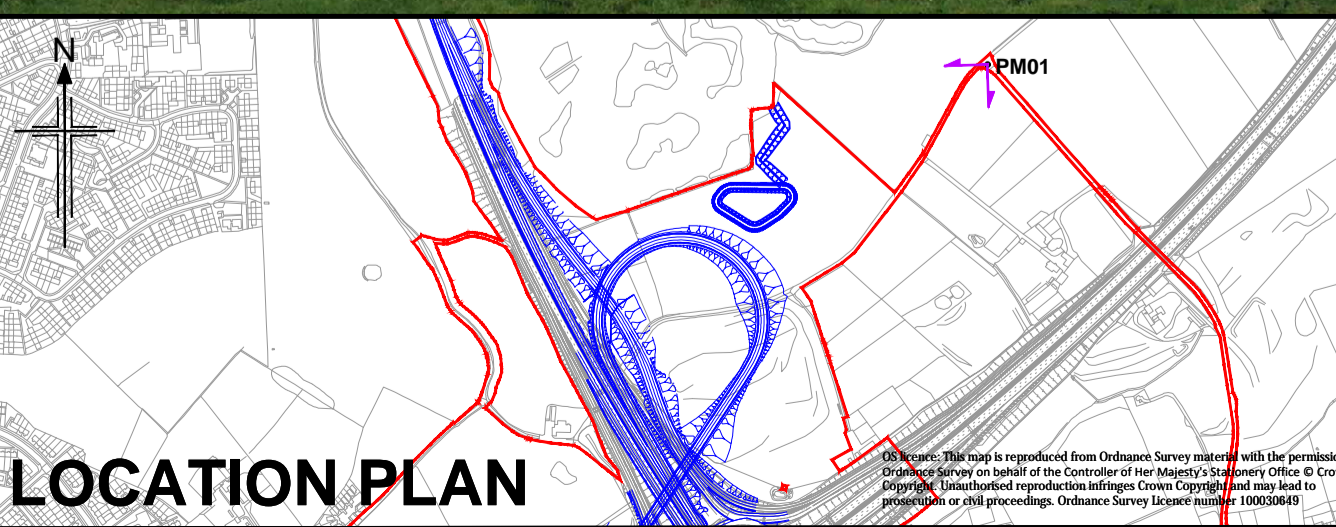 N
PM01
LOCATION PLAN
OS licence: This map is reproduced from Ordnance Survey material with the permissio
Ordnance Survey on behalf of the Controller of Her Majesty's Stationery Office © Cro
Copyright. Unauthorised reproduction infringes Crown Copyright and may lead to
prosecution or civil proceedings. Ordnance Survey Licence number 100030649